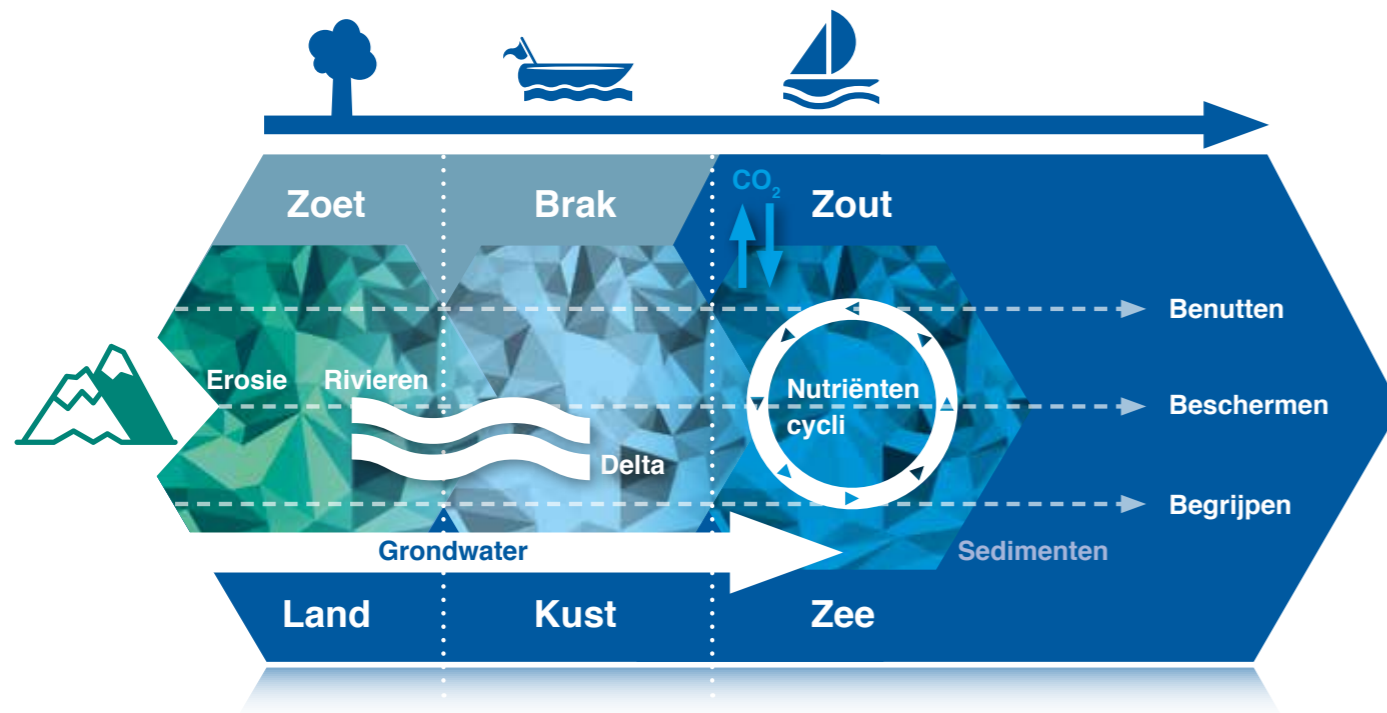 Zoet
Brak
CO₂
Zout
Benutten
Erosie
Rivieren
Nutriënten
cycli
Beschermen
Delta
Begrijpen
Grondwater
Sedimenten
Land
Kust
Zee